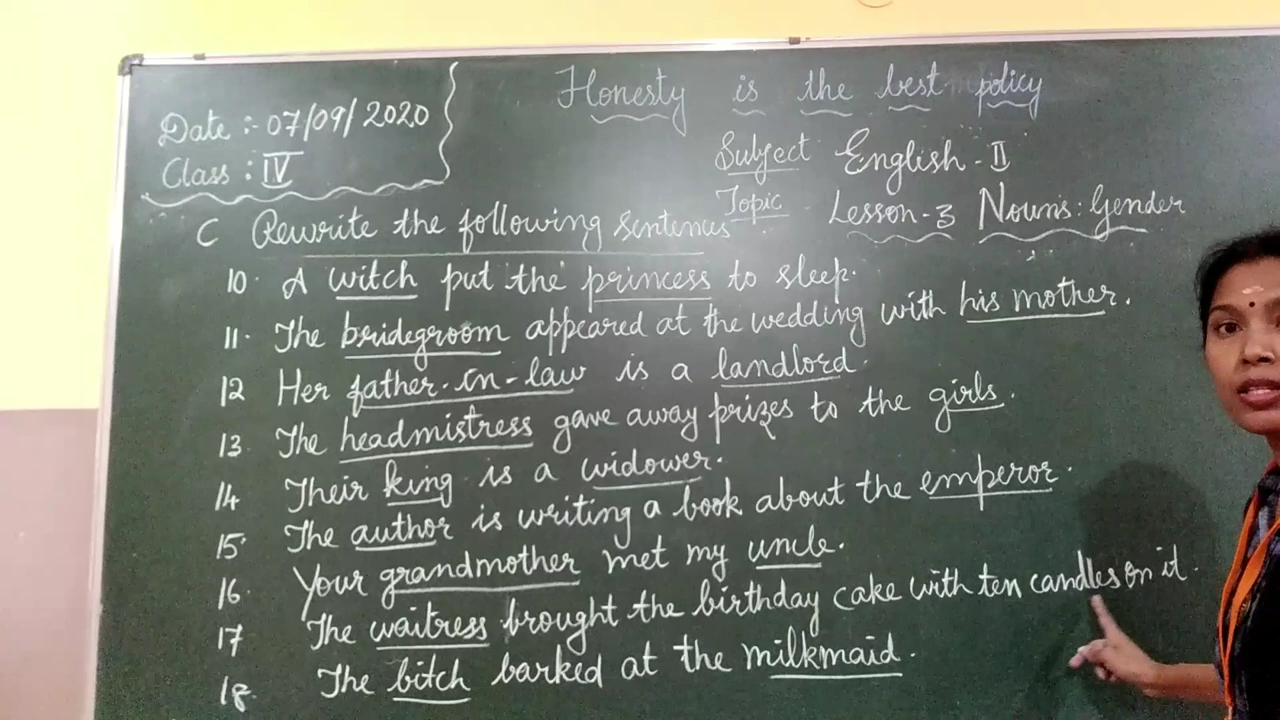 Honesty is the best policy
Date :- 07/09/2020
Class : IV
Subject English - II
Topic Lesson-3 Nouns: Gender
C Rewrite the following sentences
10. A witch put the princess to sleep.
11. The bridegroom appeared at the wedding with his mother.
12 Her father-in-law is a landlord.
13. The headmistress gave away prizes to the girls.
14 Their king is a widower.
15. The author is writing a book about the emperor.
16. Your grandmother met my uncle.
17 The waitress brought the birthday cake with ten candles on it.
18. The bitch barked at the milkmaid.